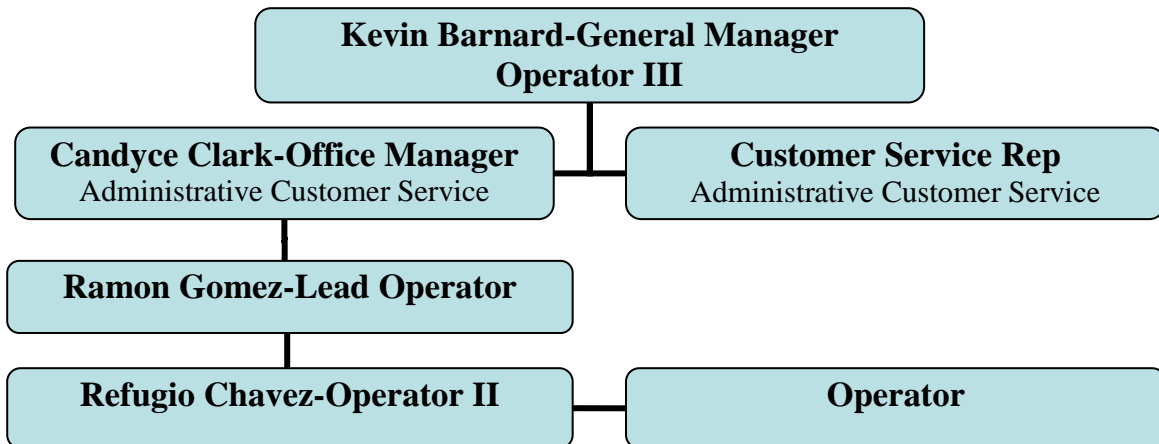 Kevin Barnard-General Manager
Operator III
Candyce Clark-Office Manager
Administrative Customer Service
Customer Service Rep
Administrative Customer Service
Ramon Gomez-Lead Operator
Refugio Chavez-Operator II
Operator